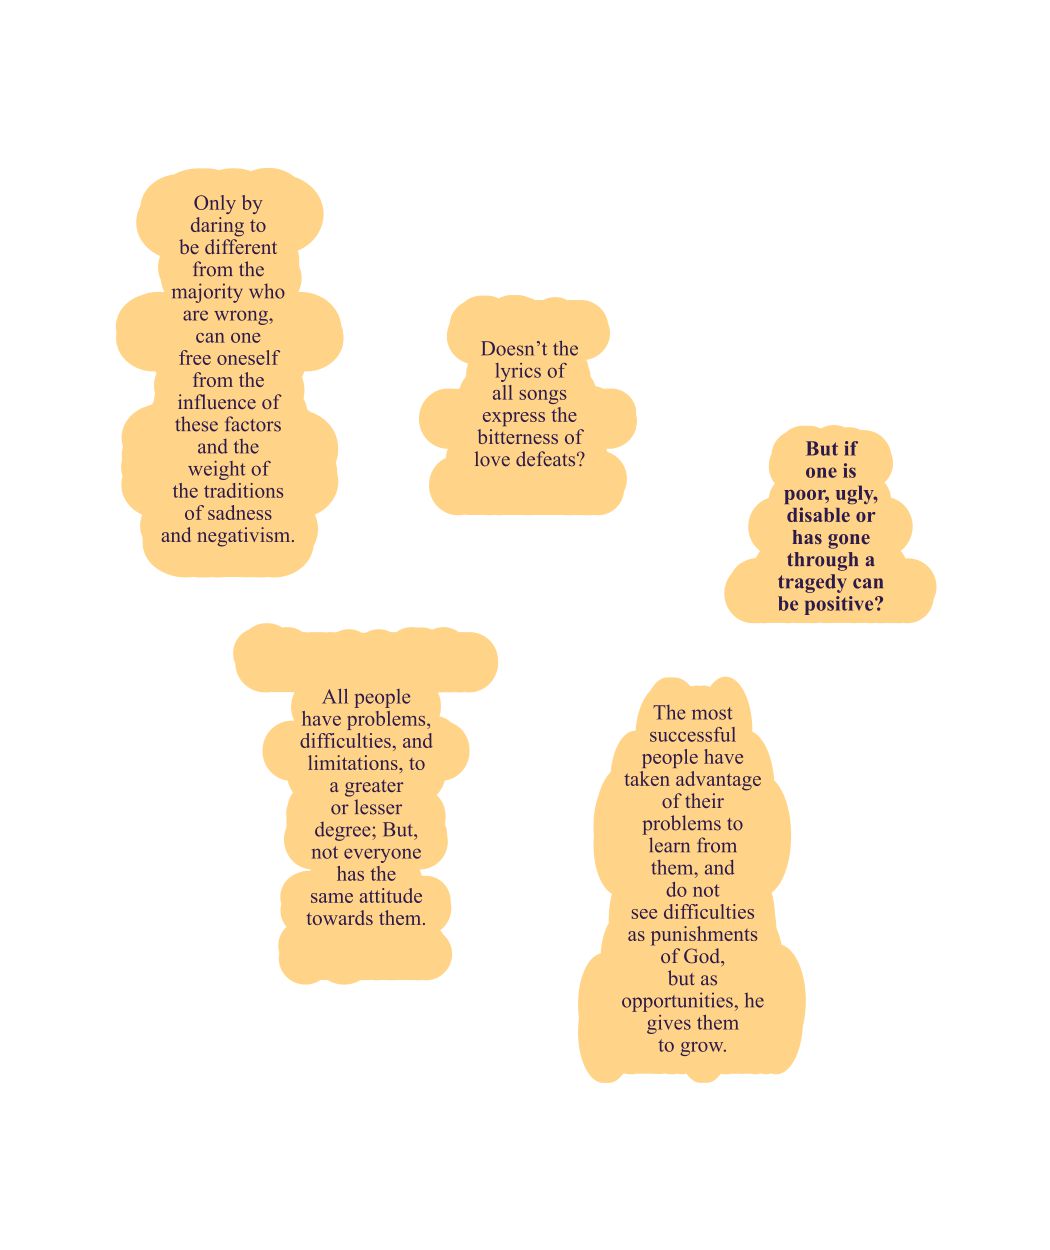 Only by
daring to
be different
from the
majority who
are wrong,
can one
free oneself
from the
influence of
these factors
and the
weight of
the traditions
of sadness
and negativism.
Doesn’t the
lyrics of
all songs
express the
bitterness of
love defeats?
But if
one is
poor, ugly,
disable or
has gone
through a
tragedy can
be positive?
All people
have problems,
difficulties, and
limitations, to
a greater
or lesser
degree; But,
not everyone
has the
same attitude
towards them.
The most
successful
people have
taken advantage
of their
problems to
learn from
them, and
do not
see difficulties
as punishments
of God,
but as
opportunities, he
gives them
to grow.